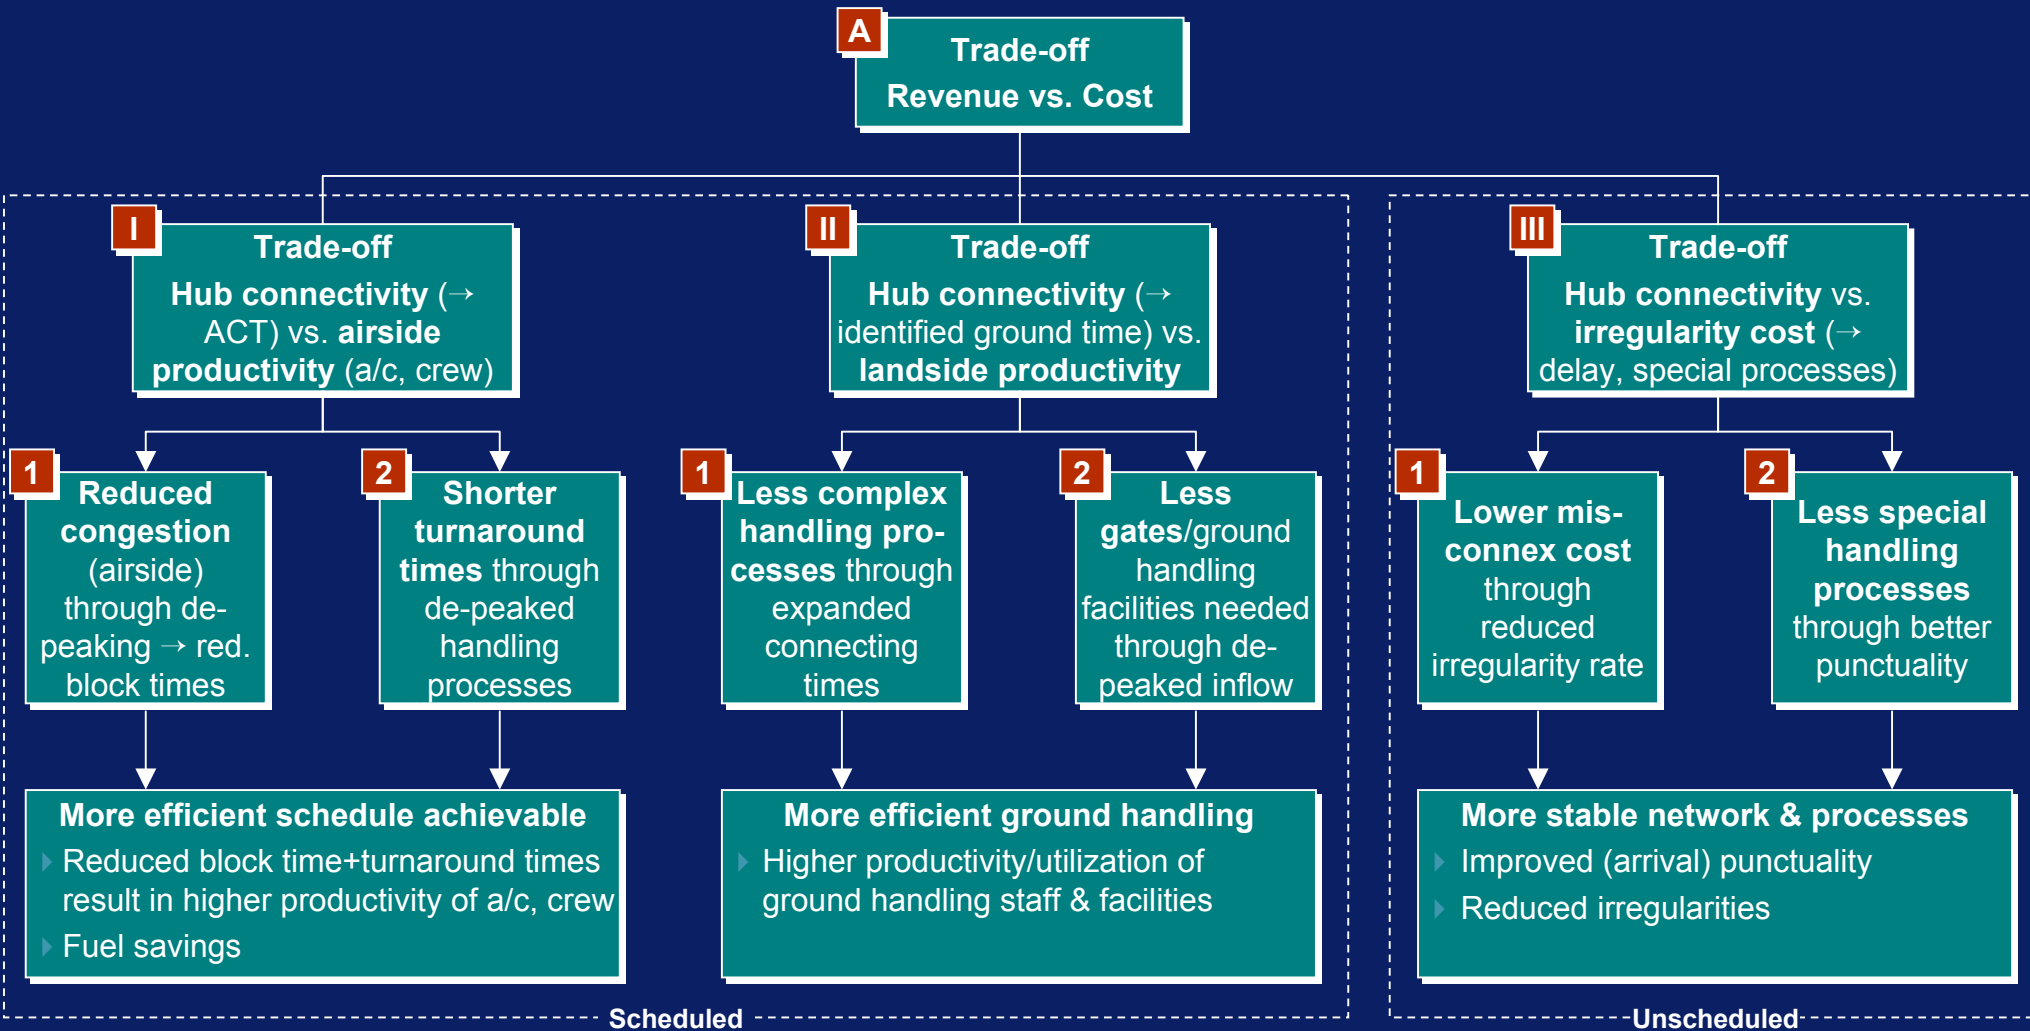 A
Trade-off
Revenue vs. Cost
I
Trade-off
Hub connectivity (→
ACT) vs. airside
productivity (a/c, crew)
II
Trade-off
Hub connectivity (→
identified ground time) vs.
landside productivity
III
Trade-off
Hub connectivity vs.
irregularity cost (→
delay, special processes)
1
Reduced
congestion
(airside)
through de-
peaking → red.
block times
2
Shorter
turnaround
times through
de-peaked
handling
processes
1
Less complex
handling pro-
cesses through
expanded
connecting
times
2
Less
gates/ground
handling
facilities needed
through de-
peaked inflow
1
Lower mis-
connex cost
through
reduced
irregularity rate
2
Less special
handling
processes
through better
punctuality
More efficient schedule achievable
Reduced block time+turnaround times
result in higher productivity of a/c, crew
Fuel savings
More efficient ground handling
Higher productivity/utilization of
ground handling staff & facilities
More stable network & processes
Improved (arrival) punctuality
Reduced irregularities
Scheduled
Unscheduled